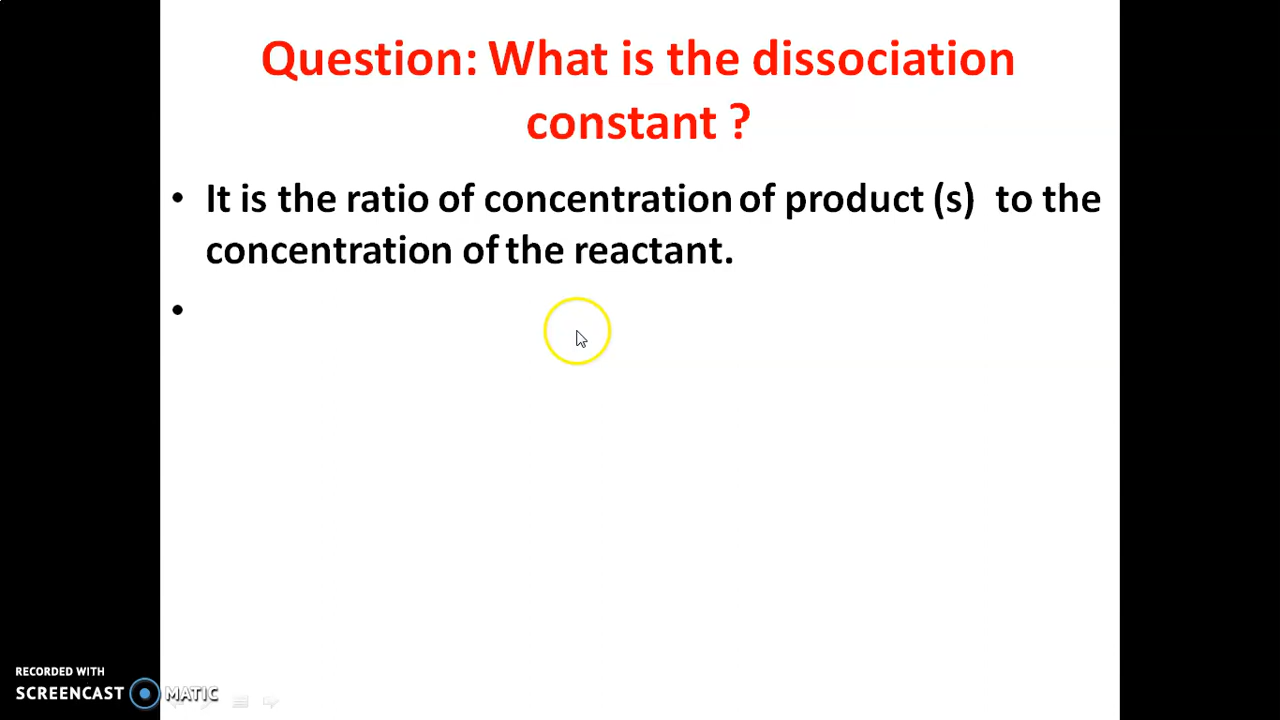 Question: What is the dissociation
constant ?
• It is the ratio of concentration of product (s) to the
concentration of the reactant.
•
RECORDED WITH
SCREENCAST MATIC